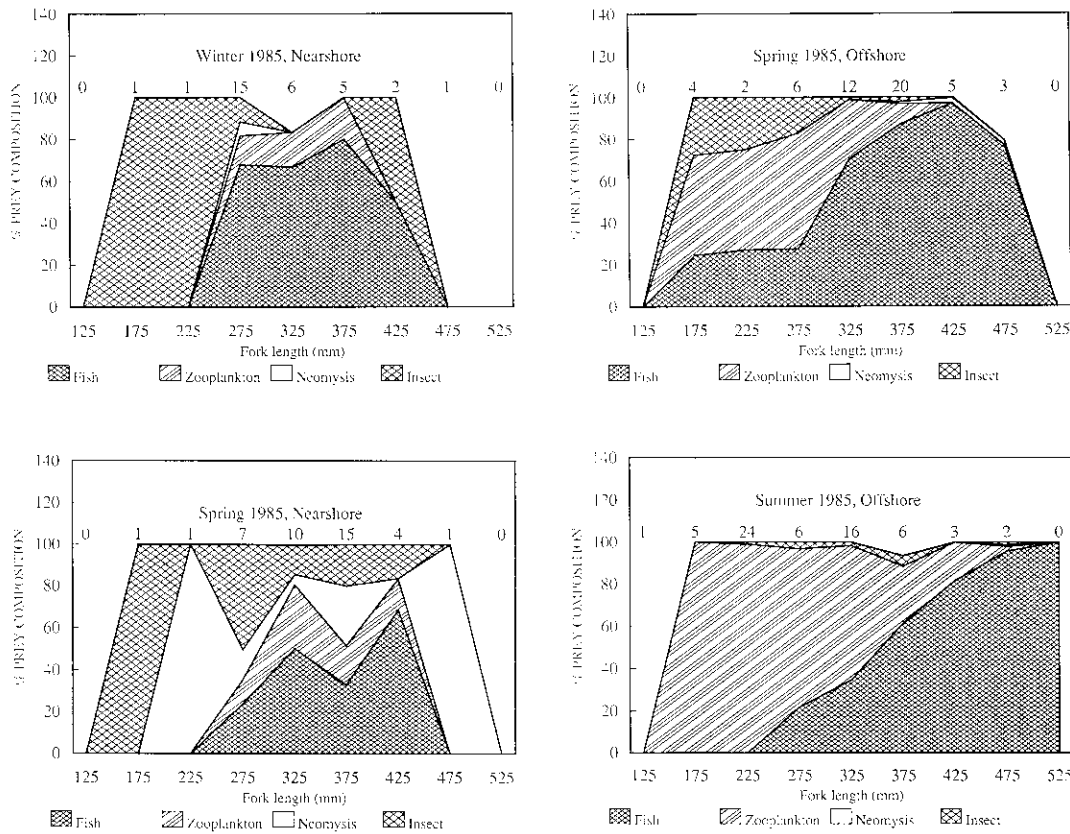 140
120
100
80
60
40
20
0
% PREY COMPOSITION
Winter 1985, Nearshore
0 1 1 15 6 5 2 1 0
125 175 225 275 325 375 425 475 525
Fork length (mm)
Fish Zooplankton Neomysis Insect
140
120
100
80
60
40
20
0
% PREY COMPOSITION
Spring 1985, Offshore
0 4 2 6 12 20 5 3 0
125 175 225 275 325 375 425 475 525
Fork length (mm)
Fish Zooplankton Neomysis Insect
140
120
100
80
60
40
20
0
% PREY COMPOSITION
Spring 1985, Nearshore
0 1 1 7 10 15 4 1 0
125 175 225 275 325 375 425 475 525
Fork length (mm)
Fish Zooplankton Neomysis Insect
140
120
100
80
60
40
20
0
% PREY COMPOSITION
Summer 1985, Offshore
1 5 24 6 16 6 3 2 0
125 175 225 275 325 375 425 475 525
Fork length (mm)
Fish Zooplankton Neomysis Insect